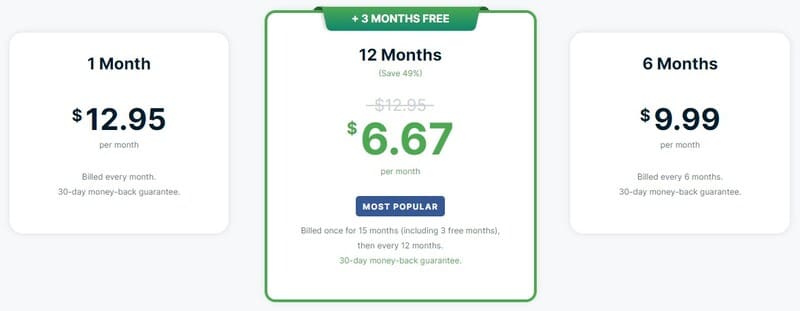 1 Month
$12.95
per month
Billed every month.
30-day money-back guarantee.
+ 3 MONTHS FREE
12 Months
(Save 49%)
$12.95
$6.67
per month
MOST POPULAR
Billed once for 15 months (including 3 free months),
then every 12 months.
30-day money-back guarantee.
6 Months
$9.99
per month
Billed every 6 months.
30-day money-back guarantee.